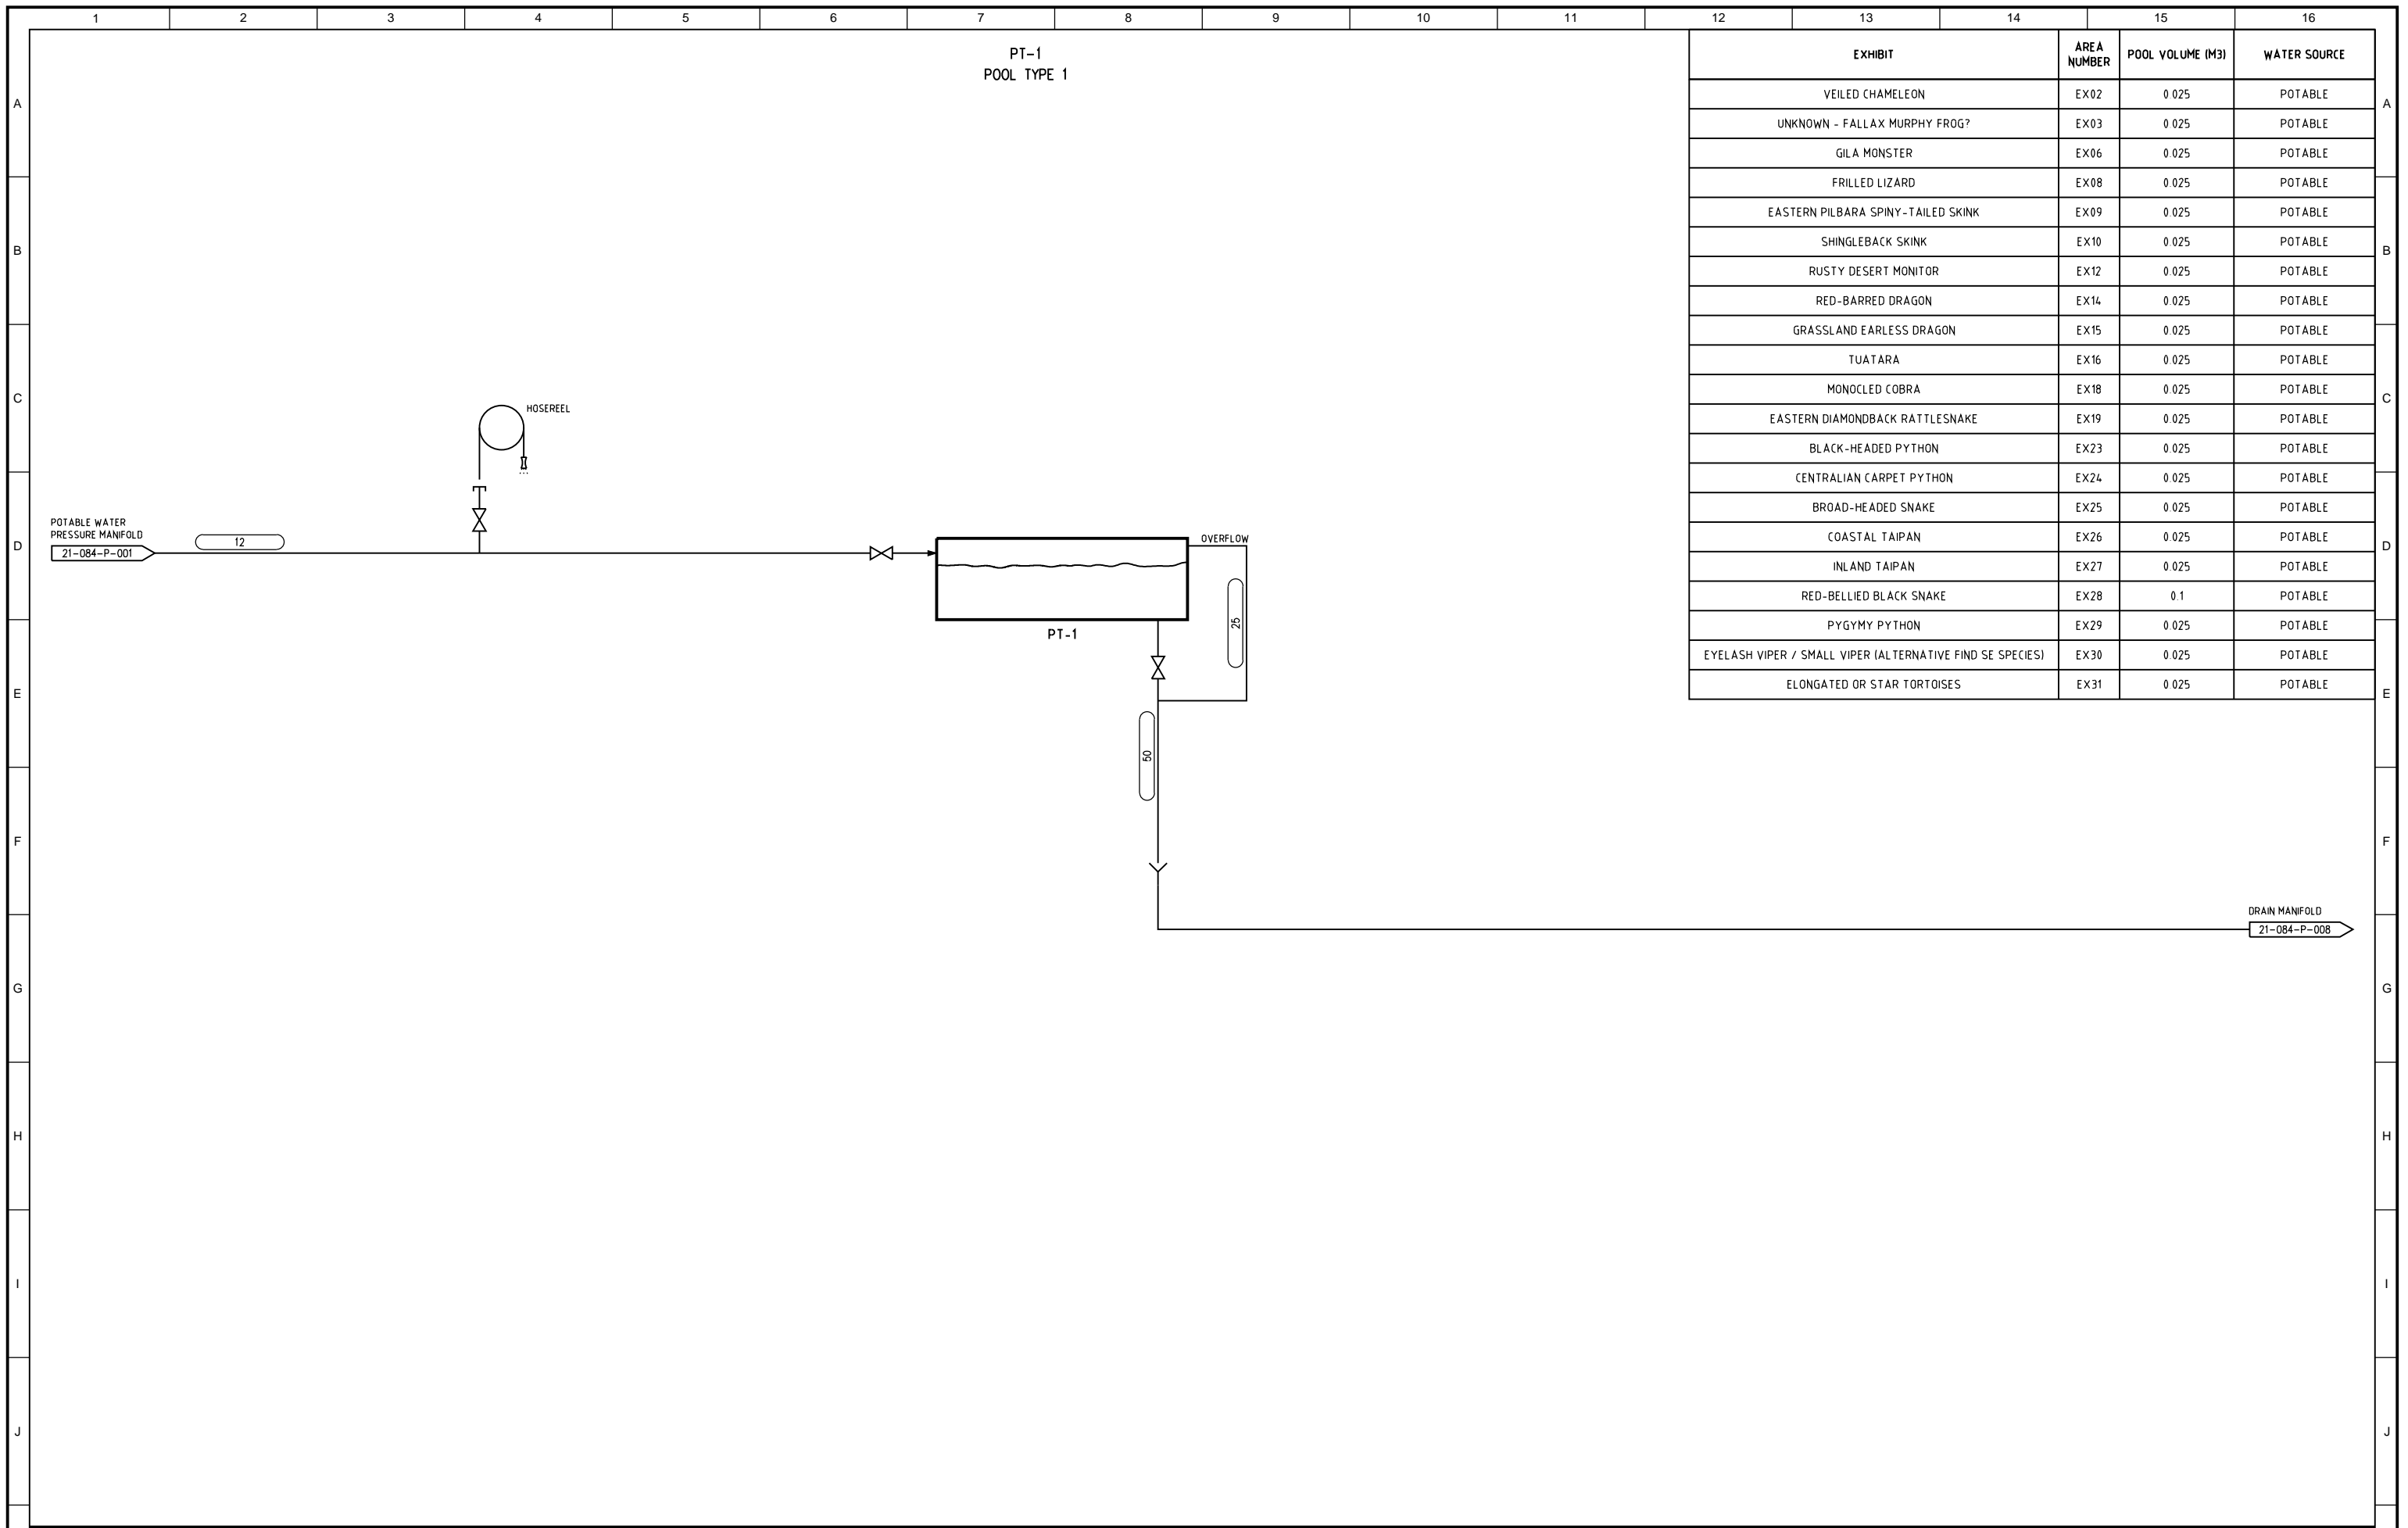 1 2 3 4 5 6 7 8 9 10 11 12 13 14 15 16
PT-1
POOL TYPE 1
EXHIBIT AREA NUMBER POOL VOLUME (M3) WATER SOURCE
VEILED CHAMELEON EX02 0.025 POTABLE
UNKNOWN - FALLAX MURPHY FROG? EX03 0.025 POTABLE
GILA MONSTER EX06 0.025 POTABLE
FRILLED LIZARD EX08 0.025 POTABLE
EASTERN PILBARA SPINY-TAILED SKINK EX09 0.025 POTABLE
SHINGLEBACK SKINK EX10 0.025 POTABLE
RUSTY DESERT MONITOR EX12 0.025 POTABLE
RED-BARRED DRAGON EX14 0.025 POTABLE
GRASSLAND EARLESS DRAGON EX15 0.025 POTABLE
TUATARA EX16 0.025 POTABLE
MONOCLED COBRA EX18 0.025 POTABLE
EASTERN DIAMONDBACK RATTLESNAKE EX19 0.025 POTABLE
BLACK-HEADED PYTHON EX23 0.025 POTABLE
CENTRALIAN CARPET PYTHON EX24 0.025 POTABLE
BROAD-HEADED SNAKE EX25 0.025 POTABLE
COASTAL TAIPAN EX26 0.025 POTABLE
INLAND TAIPAN EX27 0.025 POTABLE
RED-BELLIED BLACK SNAKE EX28 0.1 POTABLE
PYGYMY PYTHON EX29 0.025 POTABLE
EYELASH VIPER / SMALL VIPER (ALTERNATIVE FIND SE SPECIES) EX30 0.025 POTABLE
ELONGATED OR STAR TORTOISES EX31 0.025 POTABLE
HOSEREEL
POTABLE WATER
PRESSURE MANIFOLD
21-084-P-001
12
OVERFLOW
25
PT-1
50
DRAIN MANIFOLD
21-084-P-008
A A
B B
C C
D D
E E
F F
G G
H H
I I
J J